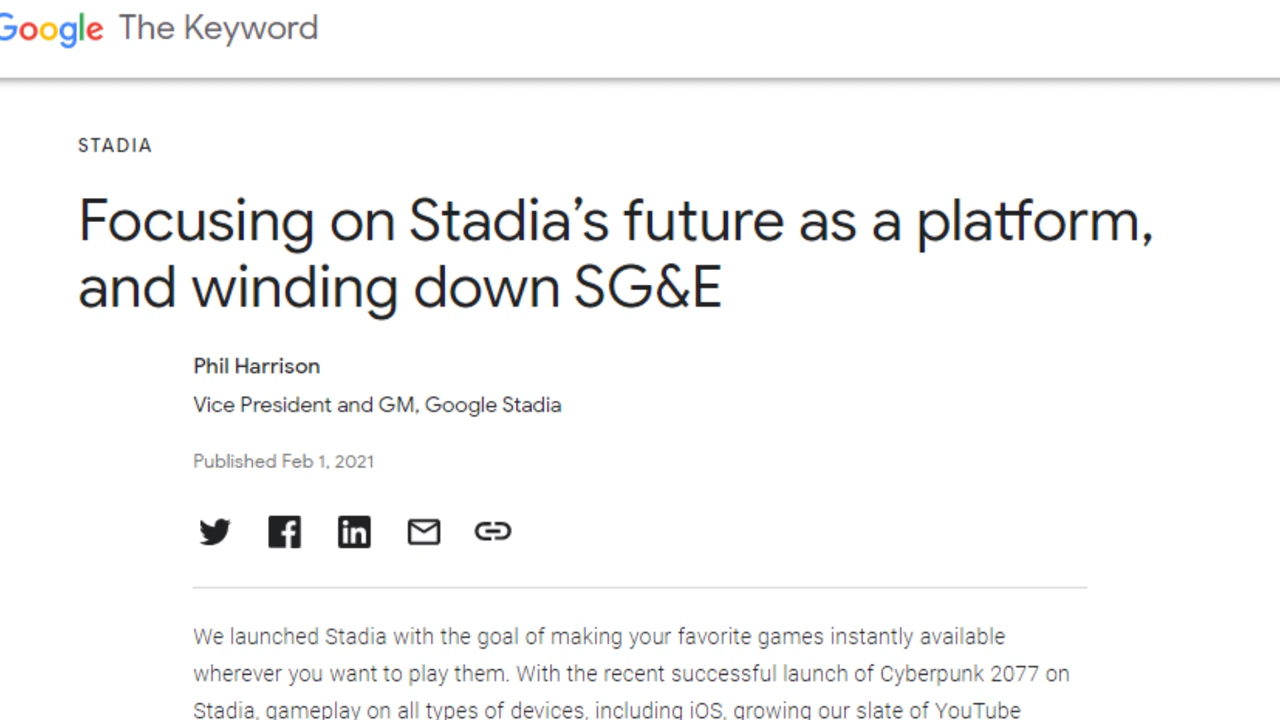 Google The Keyword
STADIA
Focusing on Stadia’s future as a platform,
and winding down SG&E
Phil Harrison
Vice President and GM, Google Stadia
Published Feb 1, 2021
We launched Stadia with the goal of making your favorite games instantly available
wherever you want to play them. With the recent successful launch of Cyberpunk 2077 on
Stadia, gameplay on all types of devices, including iOS, growing our slate of YouTube